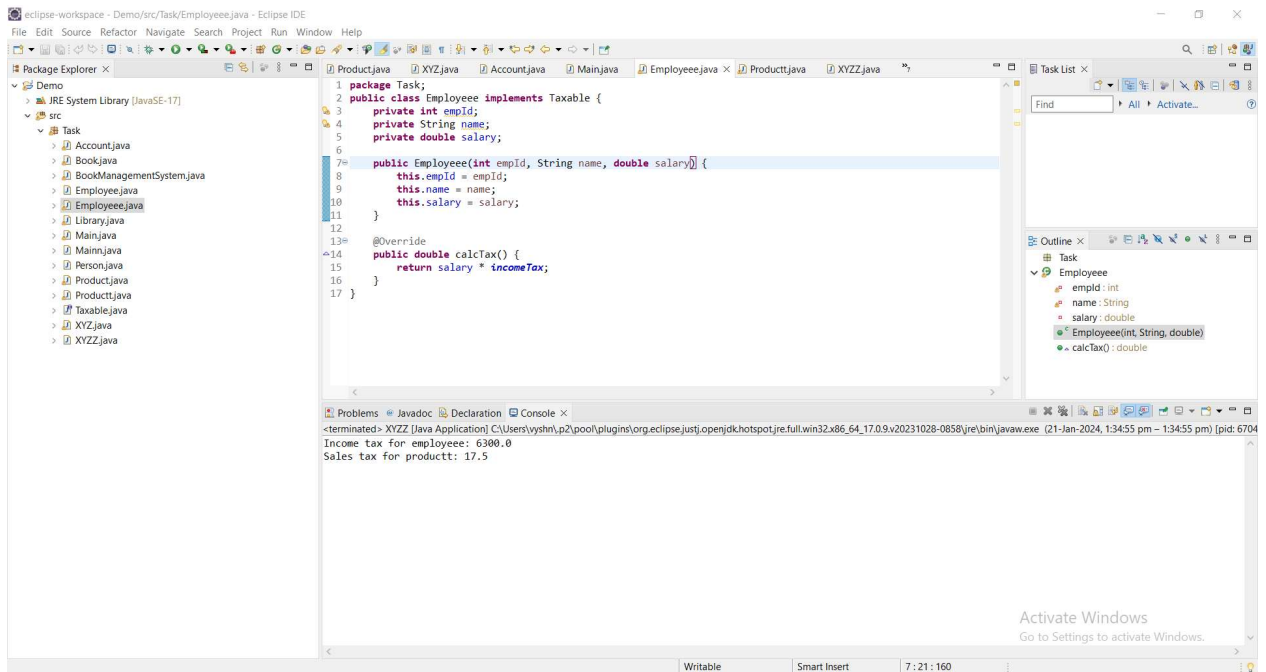 eclipse-workspace - Demo/src/Task/Employeee.java - Eclipse IDE
File Edit Source Refactor Navigate Search Project Run Window Help
Package Explorer
Demo
JRE System Library [JavaSE-17]
src
Task
Account.java
Book.java
BookManagementSystem.java
Employee.java
Employeee.java
Library.java
Main.java
Mainn.java
Person.java
Product.java
Productt.java
Taxable.java
XYZ.java
XYZZ.java
Product.java XYZ.java Account.java Main.java Employeee.java Productt.java XYZZ.java »7
1 package Task;
2 public class Employeee implements Taxable {
3 private int empId;
4 private String name;
5 private double salary;
6
7 public Employeee(int empId, String name, double salary) {
8 this.empId = empId;
9 this.name = name;
10 this.salary = salary;
11 }
12
13 @Override
14 public double calcTax() {
15 return salary * incomeTax;
16 }
17 }
Task List
Find All Activate...
Outline
Task
Employeee
empId : int
name : String
salary : double
Employeee(int, String, double)
calcTax() : double
Problems Javadoc Declaration Console
<terminated> XYZZ [Java Application] C:\Users\vyshn\.p2\pool\plugins\org.eclipse.justj.openjdk.hotspot.jre.full.win32.x86_64_17.0.9.v20231028-0858\jre\bin\javaw.exe (21-Jan-2024, 1:34:55 pm – 1:34:55 pm) [pid: 6704
Income tax for employeee: 6300.0
Sales tax for productt: 17.5
Activate Windows
Go to Settings to activate Windows.
Writable Smart Insert 7 : 21 : 160